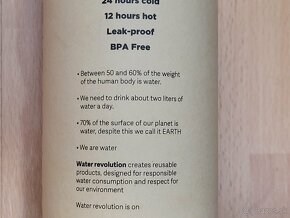 24 hours cold
12 hours hot
Leak-proof
BPA Free
• Between 50 and 60% of the weight
of the human body is water.
• We need to drink about two liters of
water a day.
• 70% of the surface of our planet is
water, despite this we call it EARTH
• We are water
Water revolution creates reusable
products, designed for responsible
water consumption and respect for
our environment
Water revolution is on